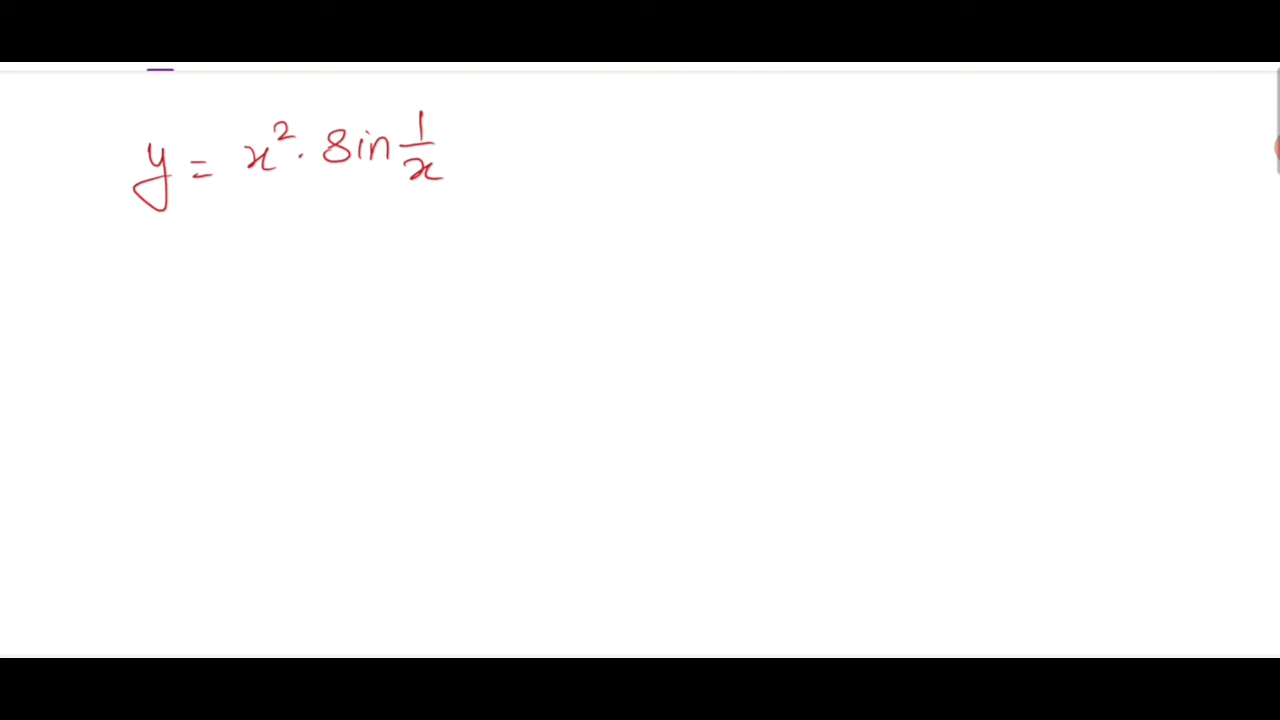 y = x². sin 1/x